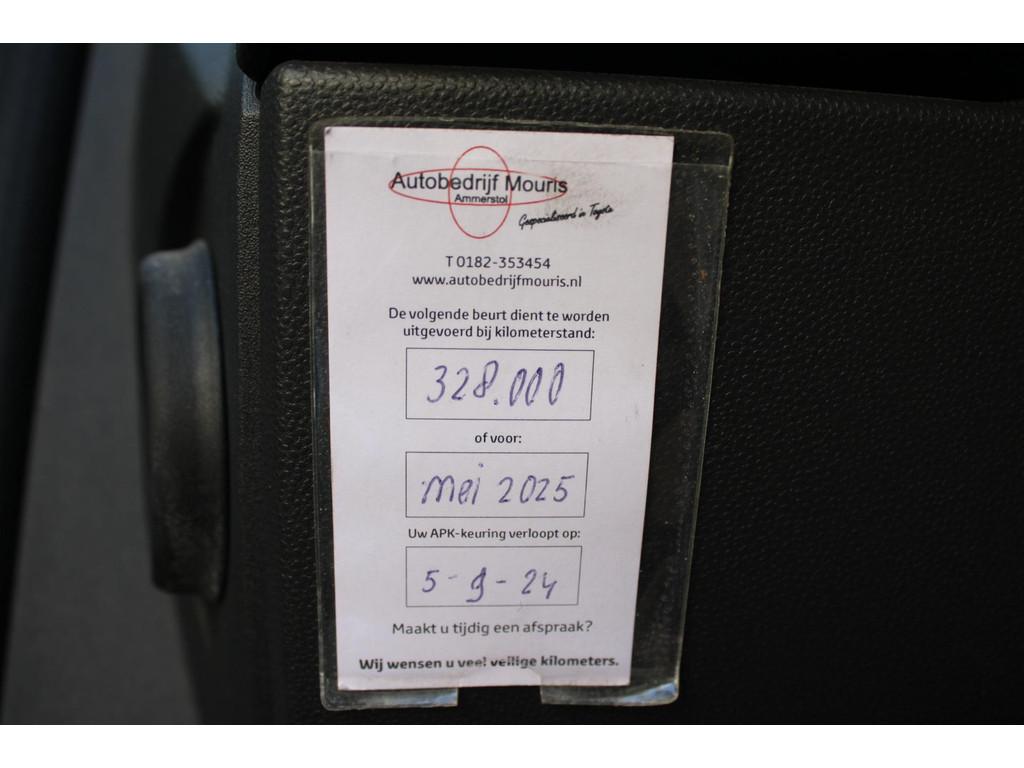 Autobedrijf Mouris
Ammerstol
Gespecialiseerd in Toyota
T 0182-353454
www.autobedrijfmouris.nl
De volgende beurt dient te worden
uitgevoerd bij kilometerstand:
328.000
of voor:
mei 2025
Uw APK-keuring verloopt op:
5-9-24
Maakt u tijdig een afspraak?
Wij wensen u veel veilige kilometers.